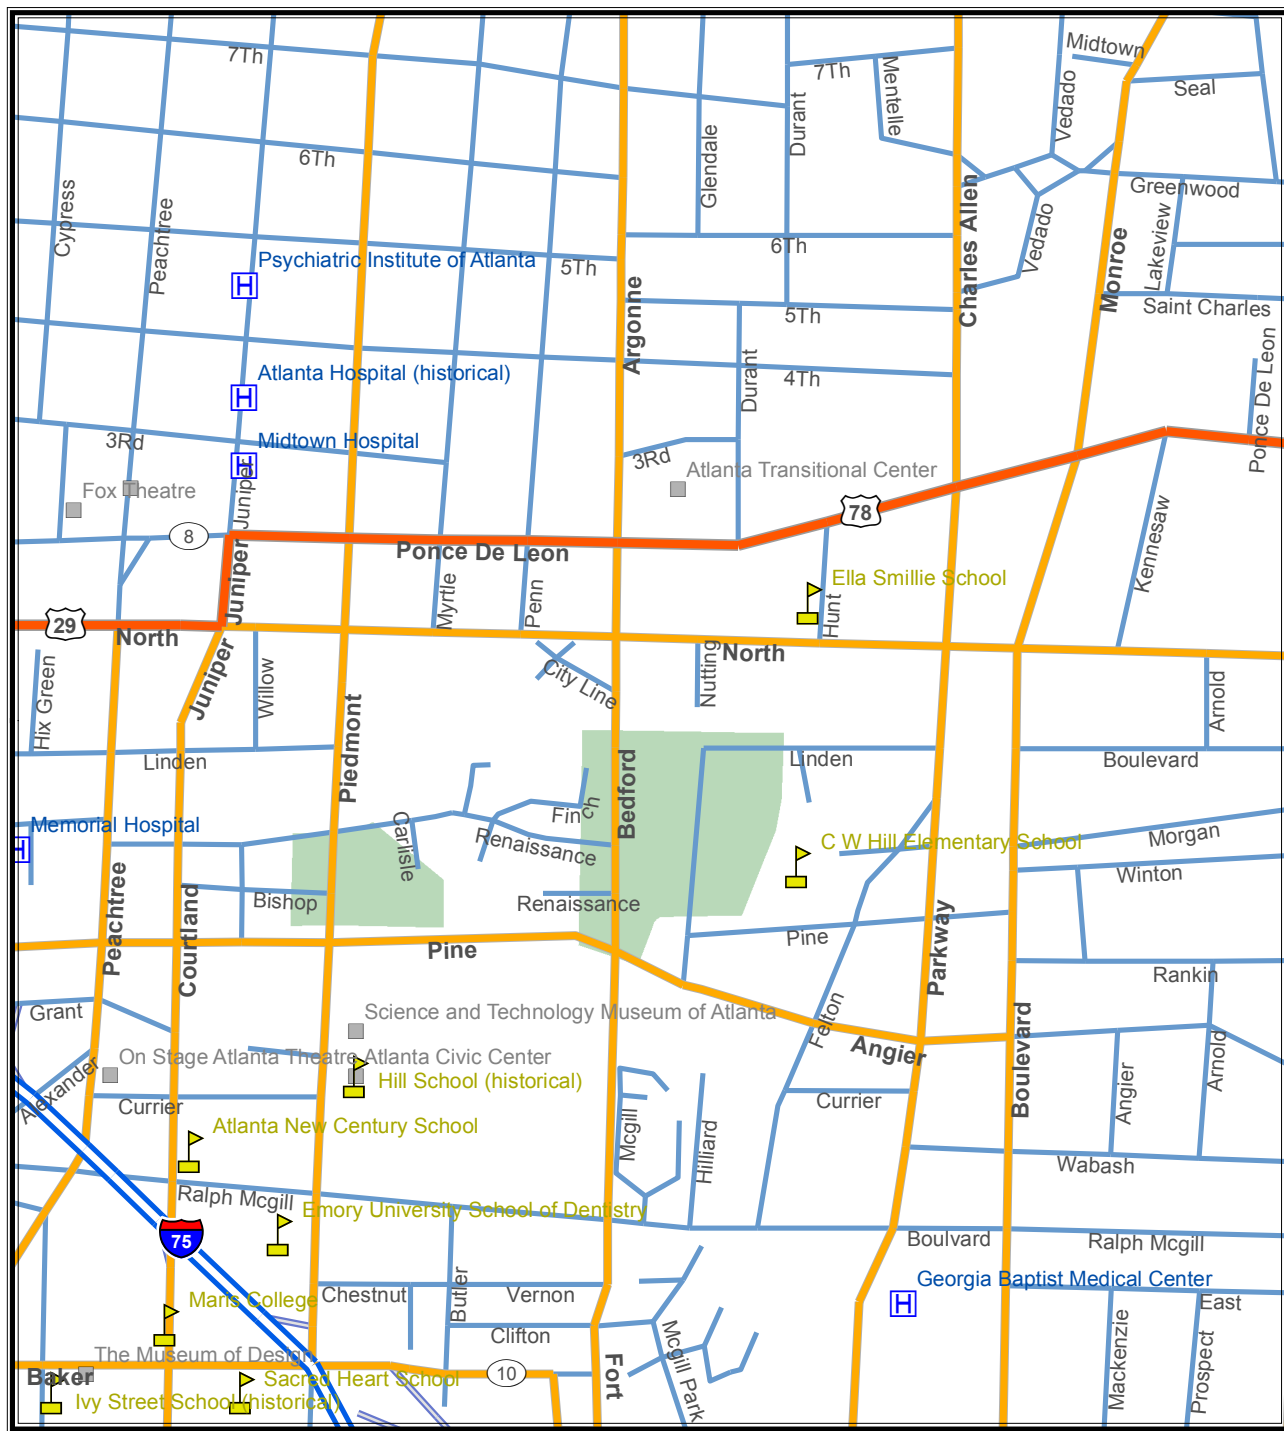 Midtown
7Th
7Th
Mentelle
Vedado
Seal
Durant
6Th
Glendale
Cypress
Peachtree
Charles Allen
Greenwood
Lakeview
Vedado
6Th
Psychiatric Institute of Atlanta
5Th
Argonne
Monroe
Saint Charles
5Th
Atlanta Hospital (historical)
Durant
4Th
Ponce De Leon
3Rd
Midtown Hospital
3Rd
Atlanta Transitional Center
Fox Theatre
Juniper
78
8
Ponce De Leon
Kennesaw
Juniper
Myrtle
Penn
Ella Smillie School
Hunt
29
North
North
Juniper
Willow
City Line
Nutting
Hix Green
Arnold
Piedmont
Linden
Linden
Boulevard
Bedford
Finch
Memorial Hospital
Carlisle
Renaissance
C W Hill Elementary School
Morgan
Winton
Bishop
Renaissance
Peachtree
Courtland
Pine
Pine
Parkway
Rankin
Grant
Science and Technology Museum of Atlanta
Felton
Angier
Boulevard
On Stage Atlanta Theatre
Atlanta Civic Center
Hill School (historical)
Alexander
Currier
Currier
Angier
Arnold
Atlanta New Century School
Mcgill
Hilliard
Wabash
Ralph Mcgill
Emory University School of Dentistry
75
Boulvard
Ralph Mcgill
Georgia Baptist Medical Center
Maris College
Chestnut
Butler
Vernon
East
Clifton
Mcgill Park
Mackenzie
Prospect
The Museum of Design
Baker
10
Fort
Sacred Heart School
Ivy Street School (historical)